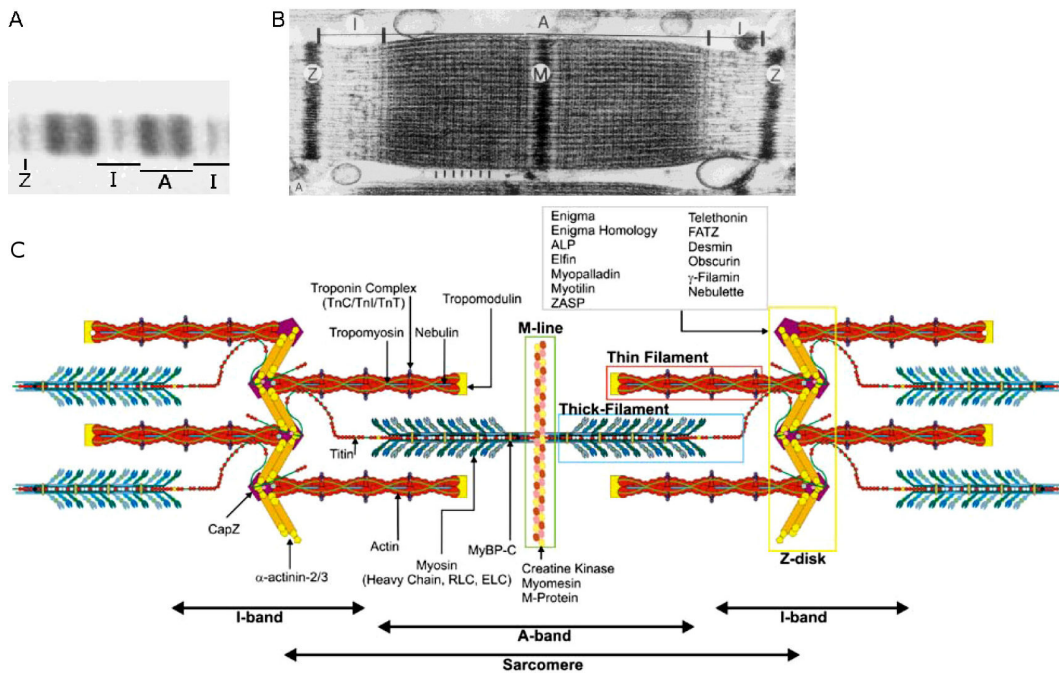 A
Z
I
A
I
B
I
A
I
Z
M
Z
A
Enigma
Enigma Homology
ALP
Elfin
Myopalladin
Myotilin
ZASP
Telethonin
FATZ
Desmin
Obscurin
γ-Filamin
Nebulette
C
Troponin Complex
(TnC/TnI/TnT)
Tropomodulin
Tropomyosin
Nebulin
M-line
Thin Filament
Thick-Filament
Titin
CapZ
α-actinin-2/3
Actin
Myosin
(Heavy Chain, RLC, ELC)
MyBP-C
Creatine Kinase
Myomesin
M-Protein
Z-disk
I-band
A-band
I-band
Sarcomere